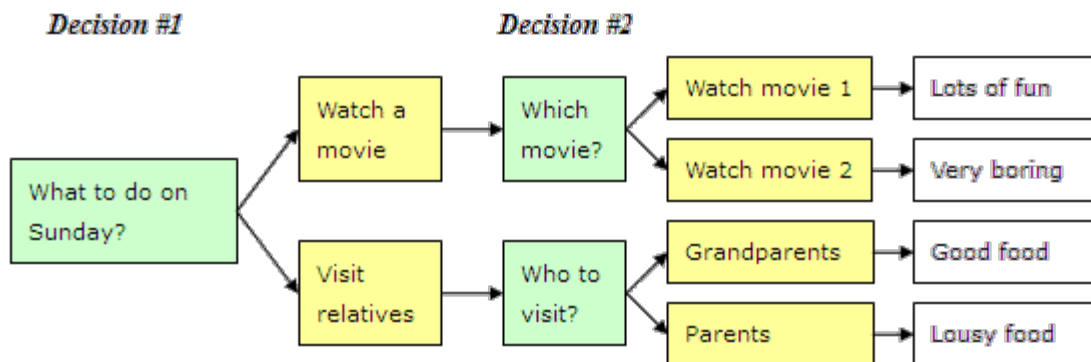 Decision #1
Decision #2
What to do on
Sunday?
Watch a
movie
Which
movie?
Watch movie 1
Lots of fun
Watch movie 2
Very boring
Visit
relatives
Who to
visit?
Grandparents
Good food
Parents
Lousy food